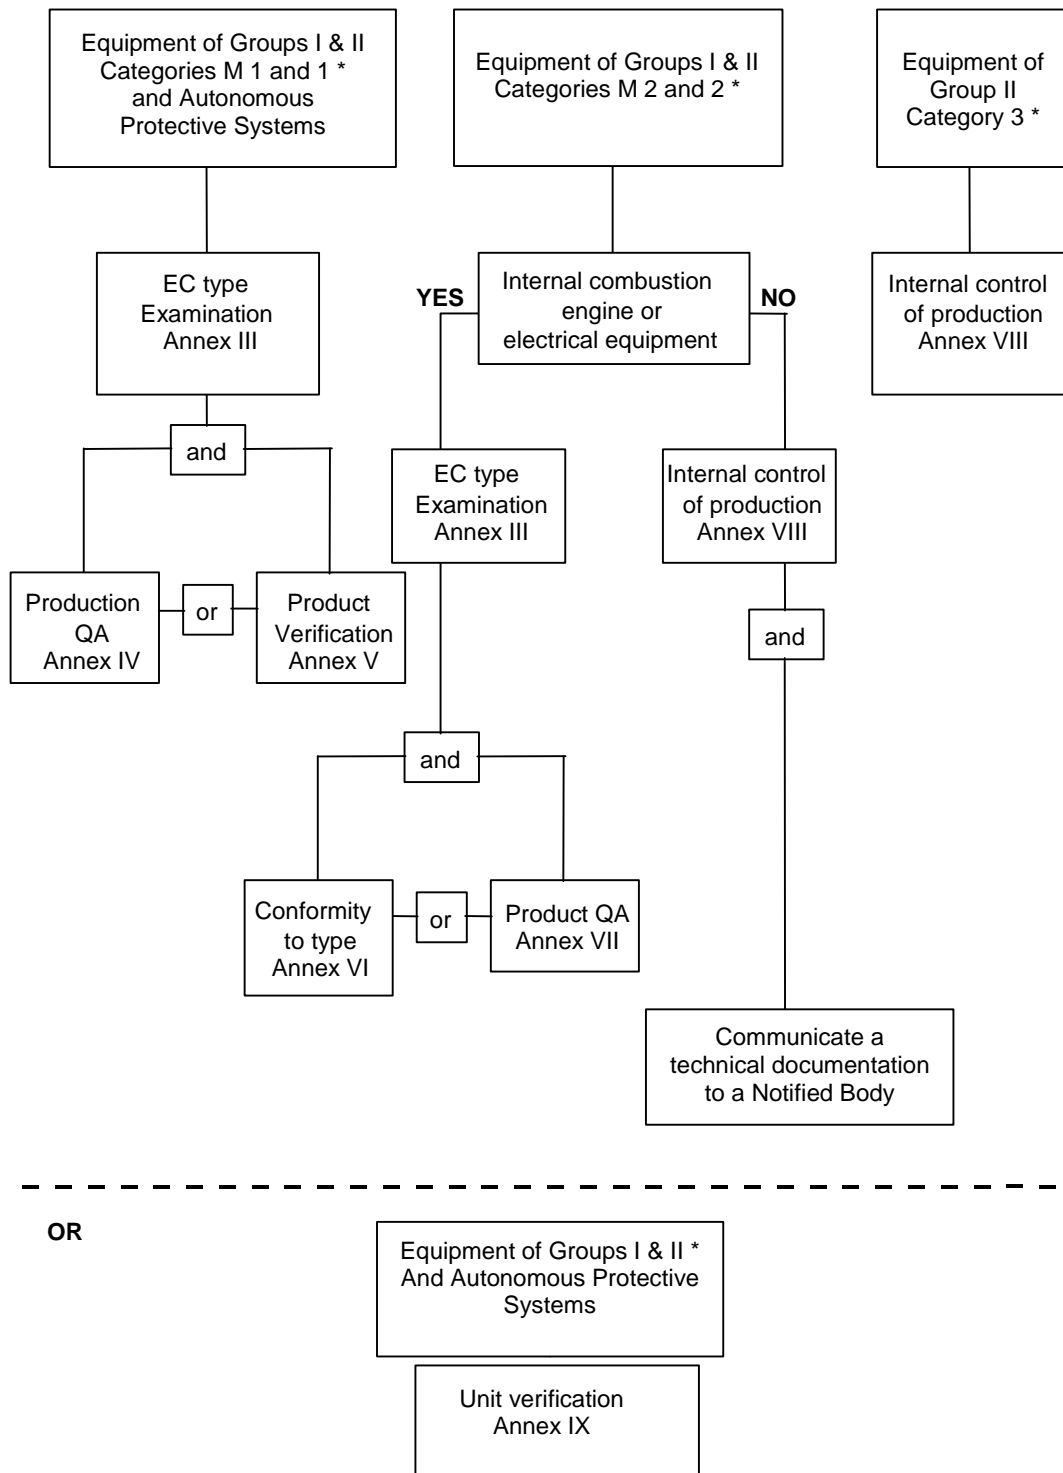 Equipment of Groups I & II
Categories M 1 and 1 *
and Autonomous
Protective Systems
Equipment of Groups I & II
Categories M 2 and 2 *
Equipment of
Group II
Category 3 *
EC type
Examination
Annex III
YES
Internal combustion
engine or
electrical equipment
NO
Internal control
of production
Annex VIII
and
EC type
Examination
Annex III
Internal control
of production
Annex VIII
Production
QA
Annex IV
or
Product
Verification
Annex V
and
and
Conformity
to type
Annex VI
or
Product QA
Annex VII
Communicate a
technical documentation
to a Notified Body
OR
Equipment of Groups I & II *
And Autonomous Protective
Systems
Unit verification
Annex IX